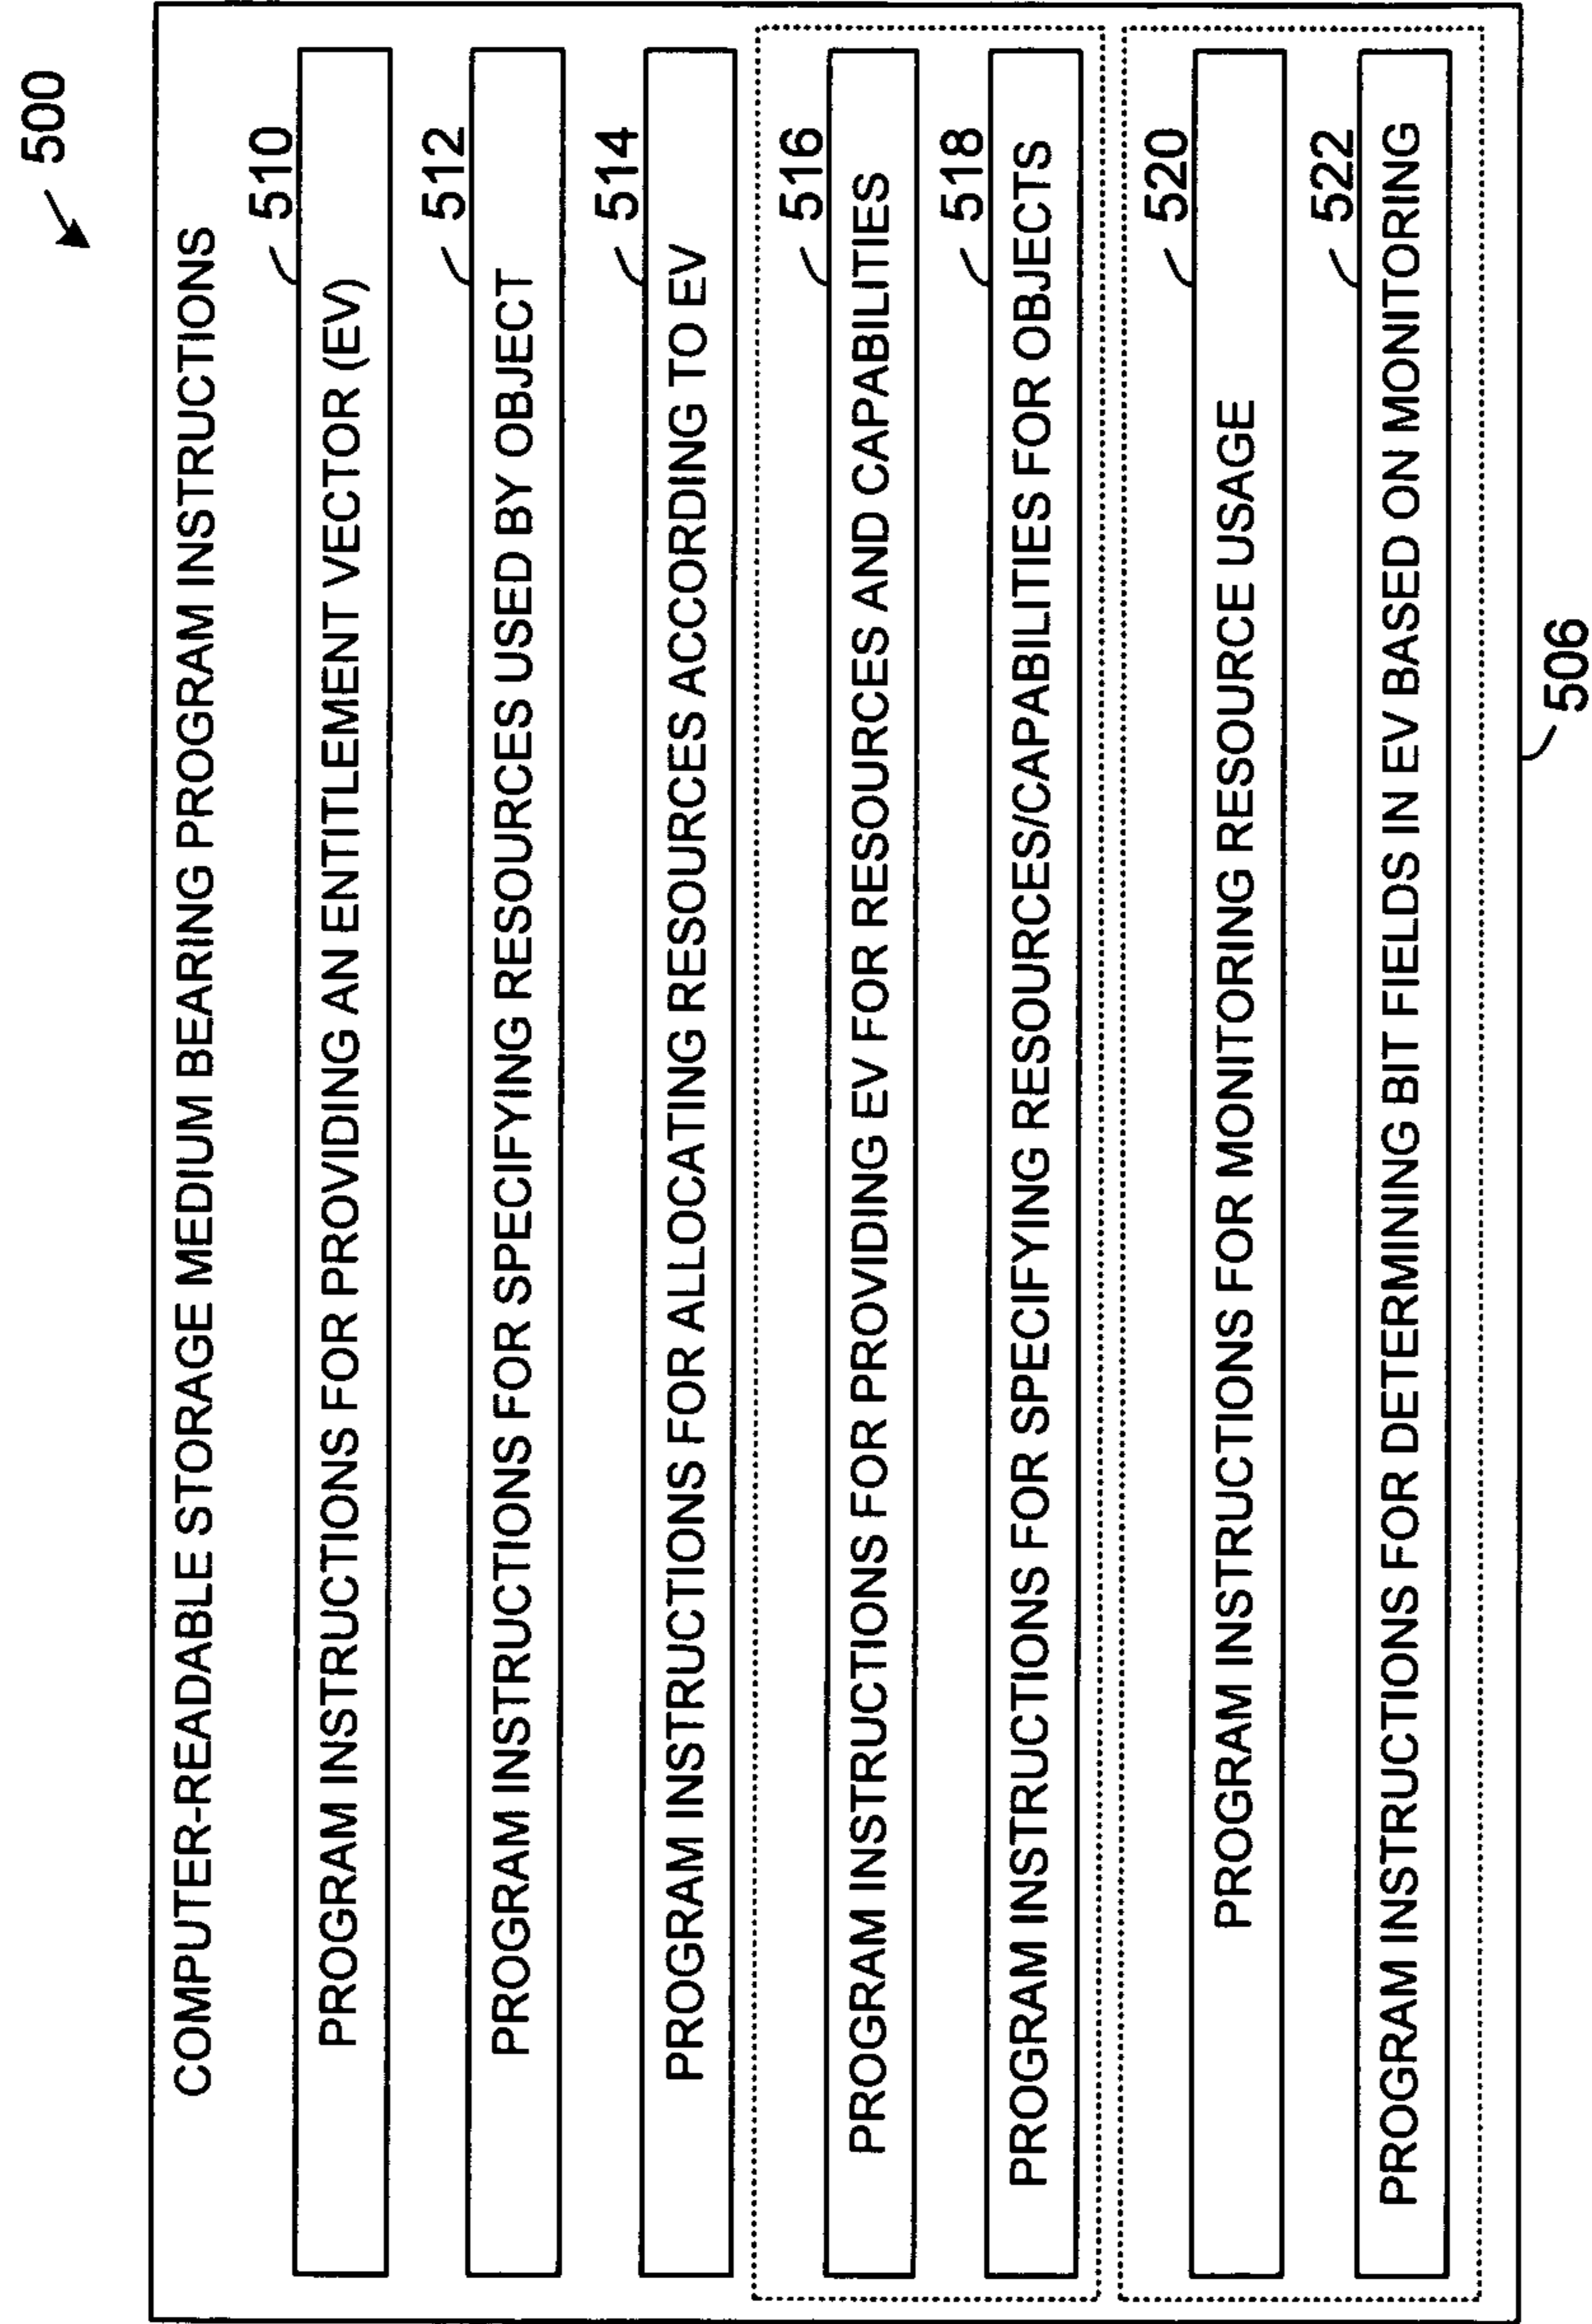 500
COMPUTER-READABLE STORAGE MEDIUM BEARING PROGRAM INSTRUCTIONS
510
PROGRAM INSTRUCTIONS FOR PROVIDING AN ENTITLEMENT VECTOR (EV)
512
PROGRAM INSTRUCTIONS FOR SPECIFYING RESOURCES USED BY OBJECT
514
PROGRAM INSTRUCTIONS FOR ALLOCATING RESOURCES ACCORDING TO EV
516
PROGRAM INSTRUCTIONS FOR PROVIDING EV FOR RESOURCES AND CAPABILITIES
518
PROGRAM INSTRUCTIONS FOR SPECIFYING RESOURCES/CAPABILITIES FOR OBJECTS
520
PROGRAM INSTRUCTIONS FOR MONITORING RESOURCE USAGE
522
PROGRAM INSTRUCTIONS FOR DETERMINING BIT FIELDS IN EV BASED ON MONITORING
506